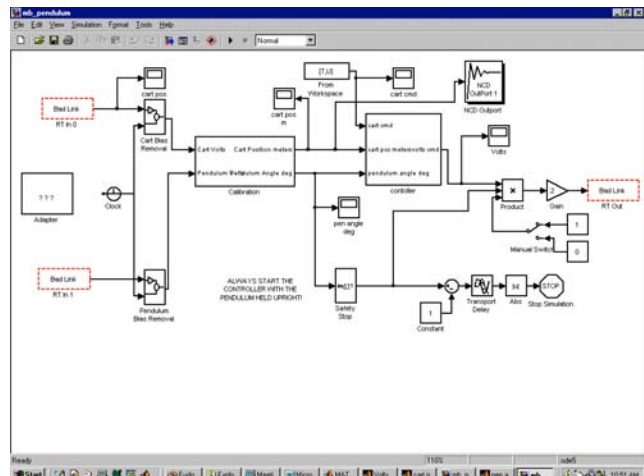 mb_pendulum
File Edit View Simulation Format Tools Help
Normal
Bad Link
RT In 0
cart pos
Cart Bias
Removal
[T,U]
From
Workspace
cart pos
m
cart cmd
NCD
OutPort 1
NCD Outport
Cart Volts
Cart Position meters
Pendulum
Angle deg
Calibration
cart cmd
cart pos meters
volts cmd
pendulum angle deg
controller
Volts
Bad Link
RT Out
Product
2
Gain
1
0
Manual Switch
? ? ?
Adapter
Clock
pen angle
deg
Bad Link
RT In 1
Pendulum
Bias Removal
ALWAYS START THE
CONTROLLER WITH THE
PENDULUM HELD UPRIGHT!
Safety
Stop
1
Constant
Transport
Delay
|u|
Abs
STOP
Stop Simulation
Ready
110%
ode5
Start
MAT
Volts
10:51 AM